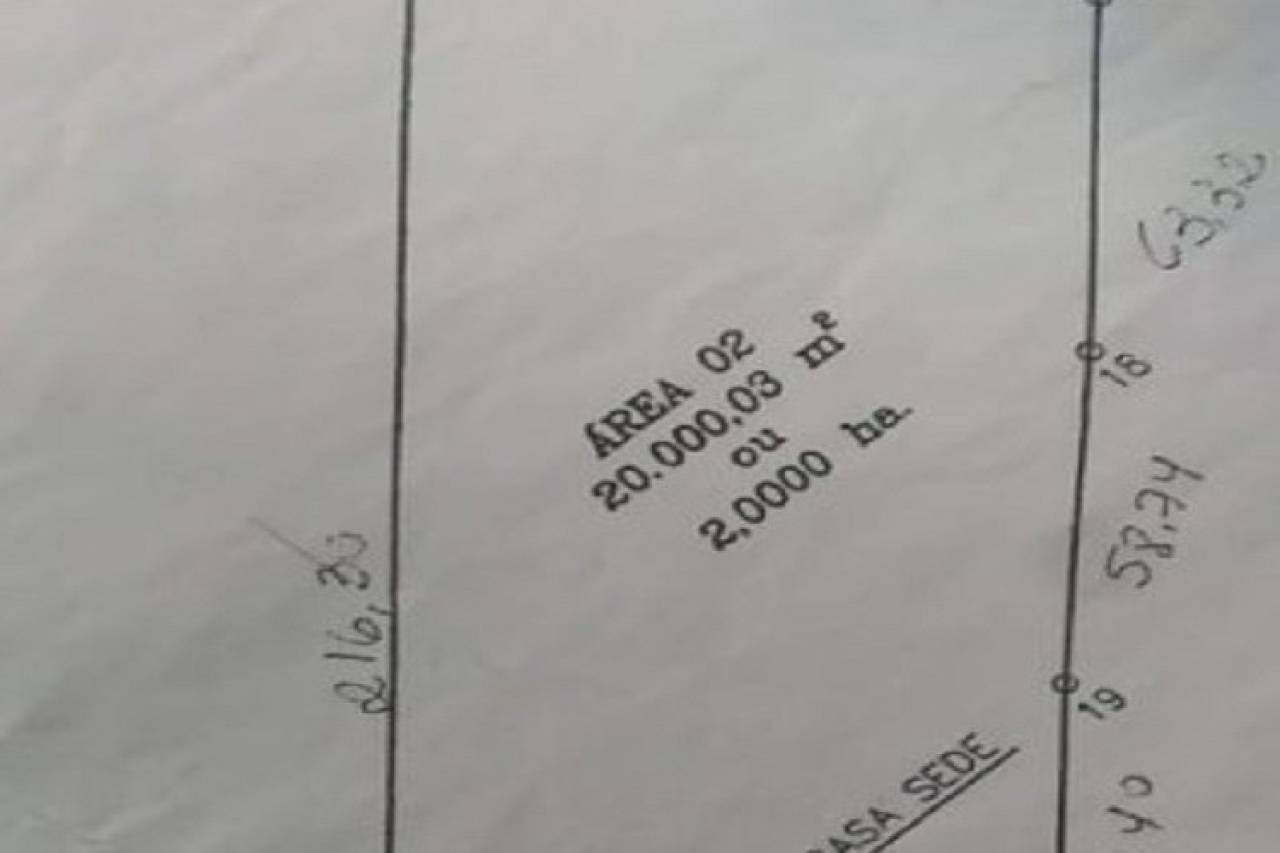 63,32
ÁREA 02
20.000,03 m²
ou
2,0000 ha.
18
58,74
216,30
19
SEDE
40